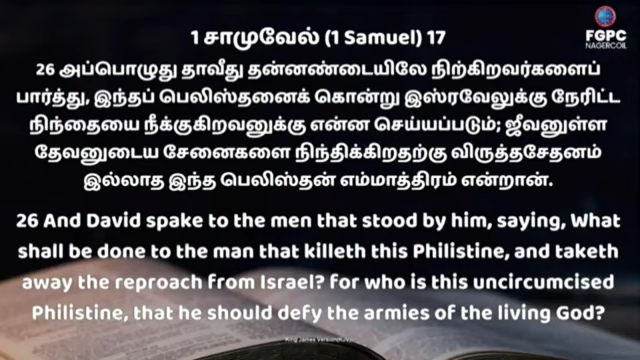 1 சாமுவேல் (1 Samuel) 17
FGPC
NAGERCOIL
26 அப்பொழுது தாவீது தன்னண்டையிலே நிற்கிறவர்களைப்
பார்த்து, இந்தப் பெலிஸ்தனைக் கொன்று இஸ்ரவேலுக்கு நேரிட்ட
நிந்தையை நீக்குகிறவனுக்கு என்ன செய்யப்படும்; ஜீவனுள்ள
தேவனுடைய சேனைகளை நிந்திக்கிறதற்கு விருத்தசேதனம்
இல்லாத இந்த பெலிஸ்தன் எம்மாத்திரம் என்றான்.
26 And David spake to the men that stood by him, saying, What
shall be done to the man that killeth this Philistine, and taketh
away the reproach from Israel? for who is this uncircumcised
Philistine, that he should defy the armies of the living God?
King James Version(KJV)